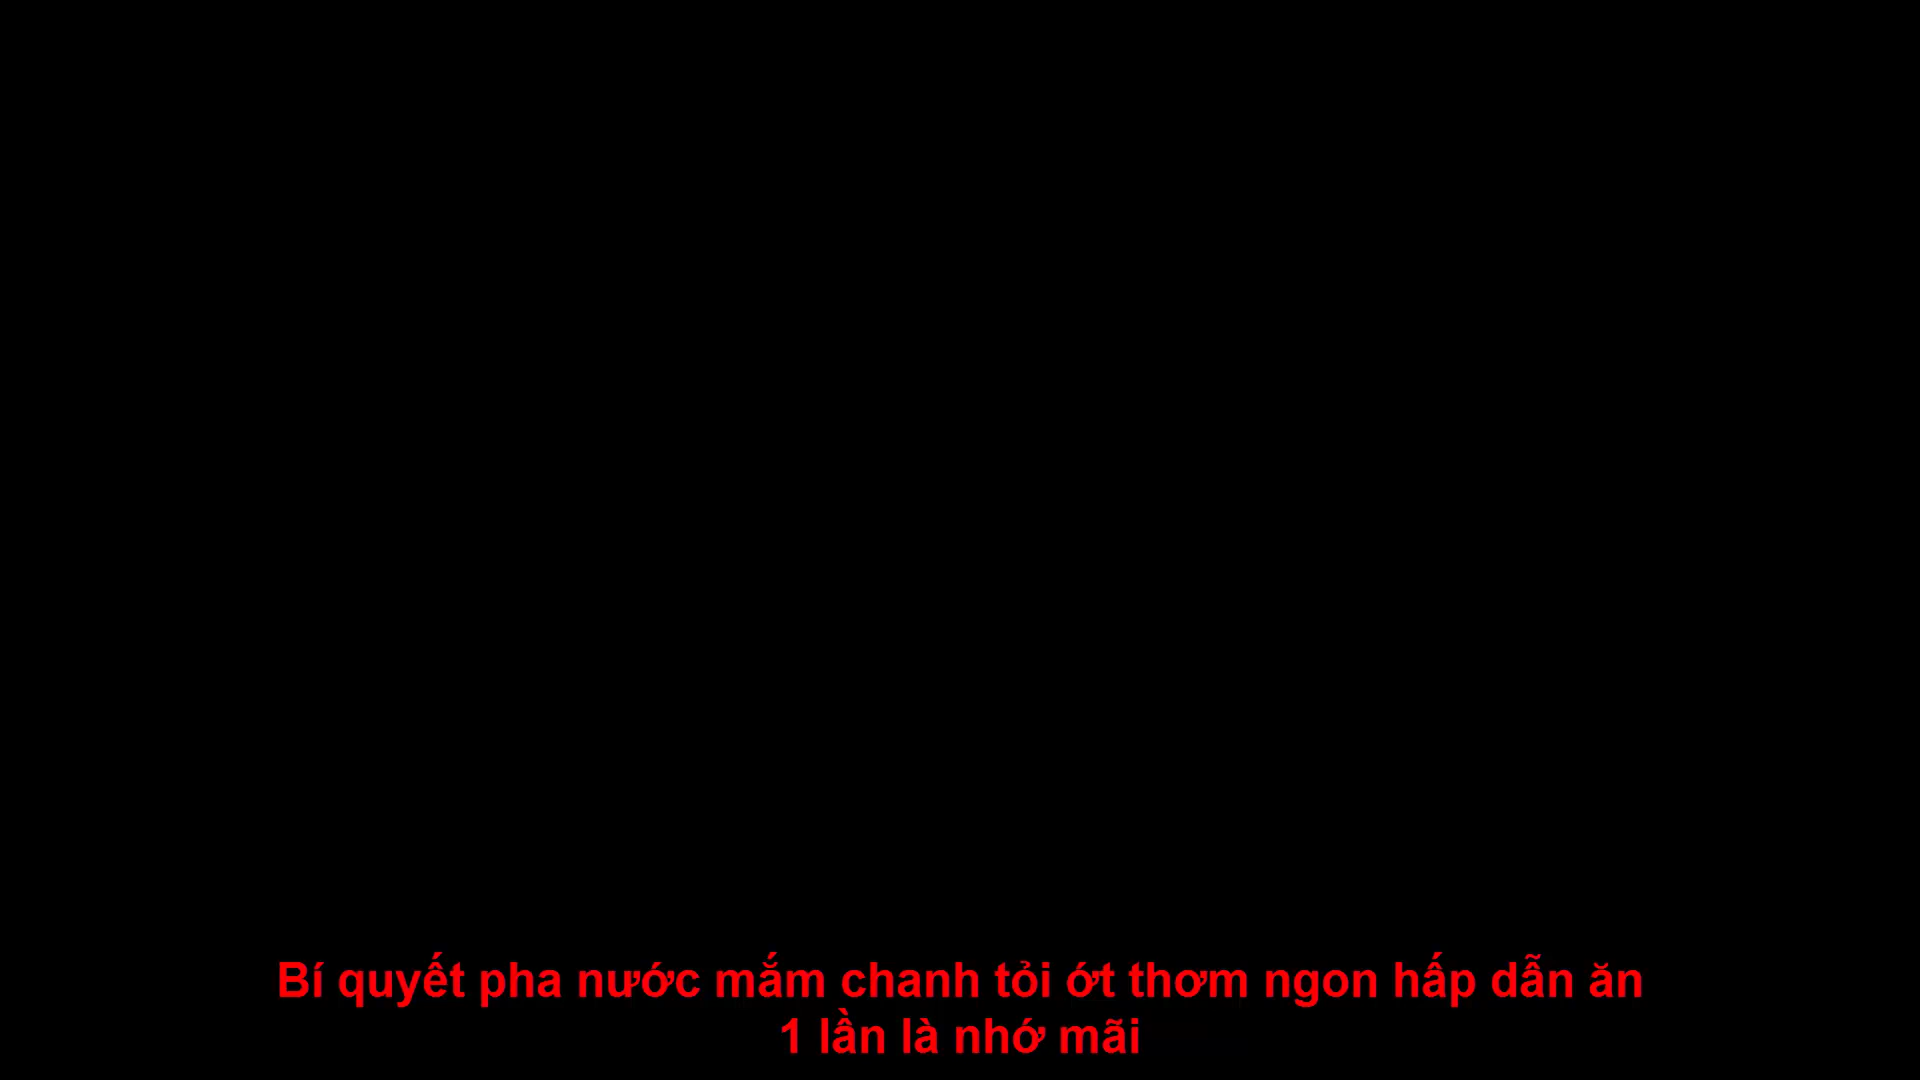 Bí quyết pha nước mắm chanh tỏi ớt thơm ngon hấp dẫn ăn
1 lần là nhớ mãi